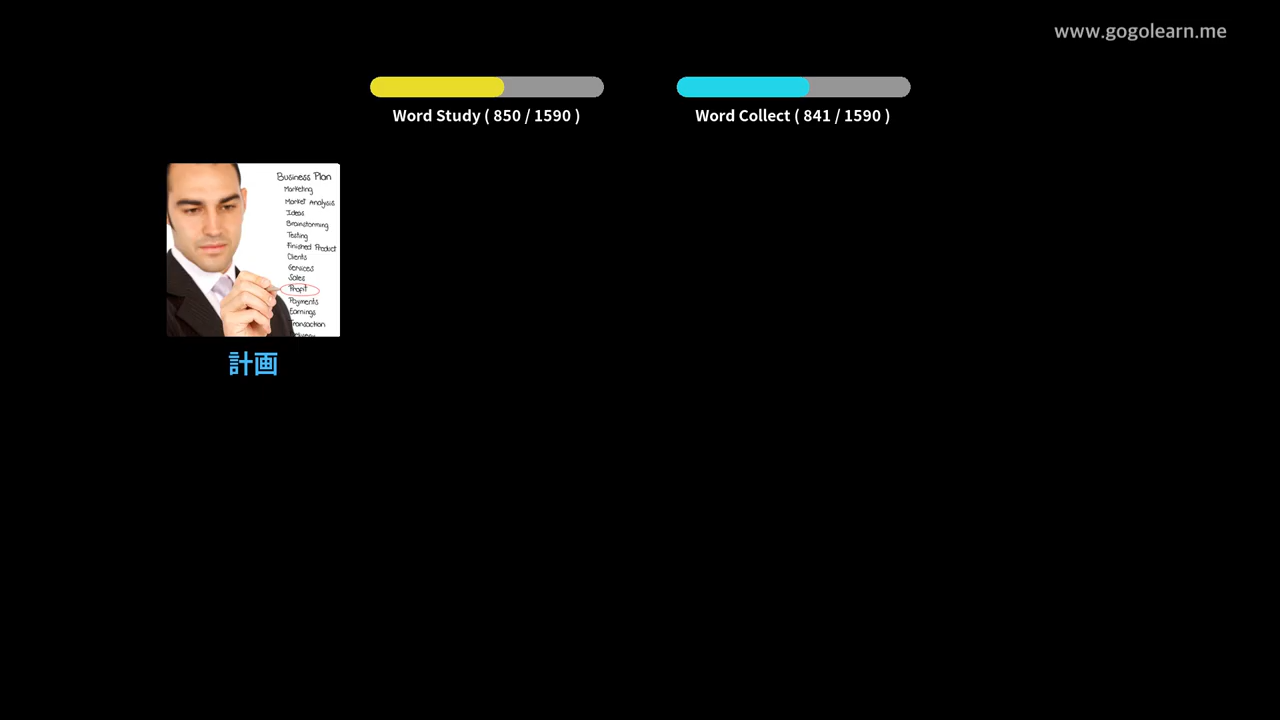 www.gogolearn.me
Word Study ( 850 / 1590 )
Word Collect ( 841 / 1590 )
Business Plan
Marketing
Market Analysis
Ideas
Brainstorming
Testing
Finished Product
Clients
Services
Sales
Profit
Payments
Earnings
Transaction
Delivery
計画